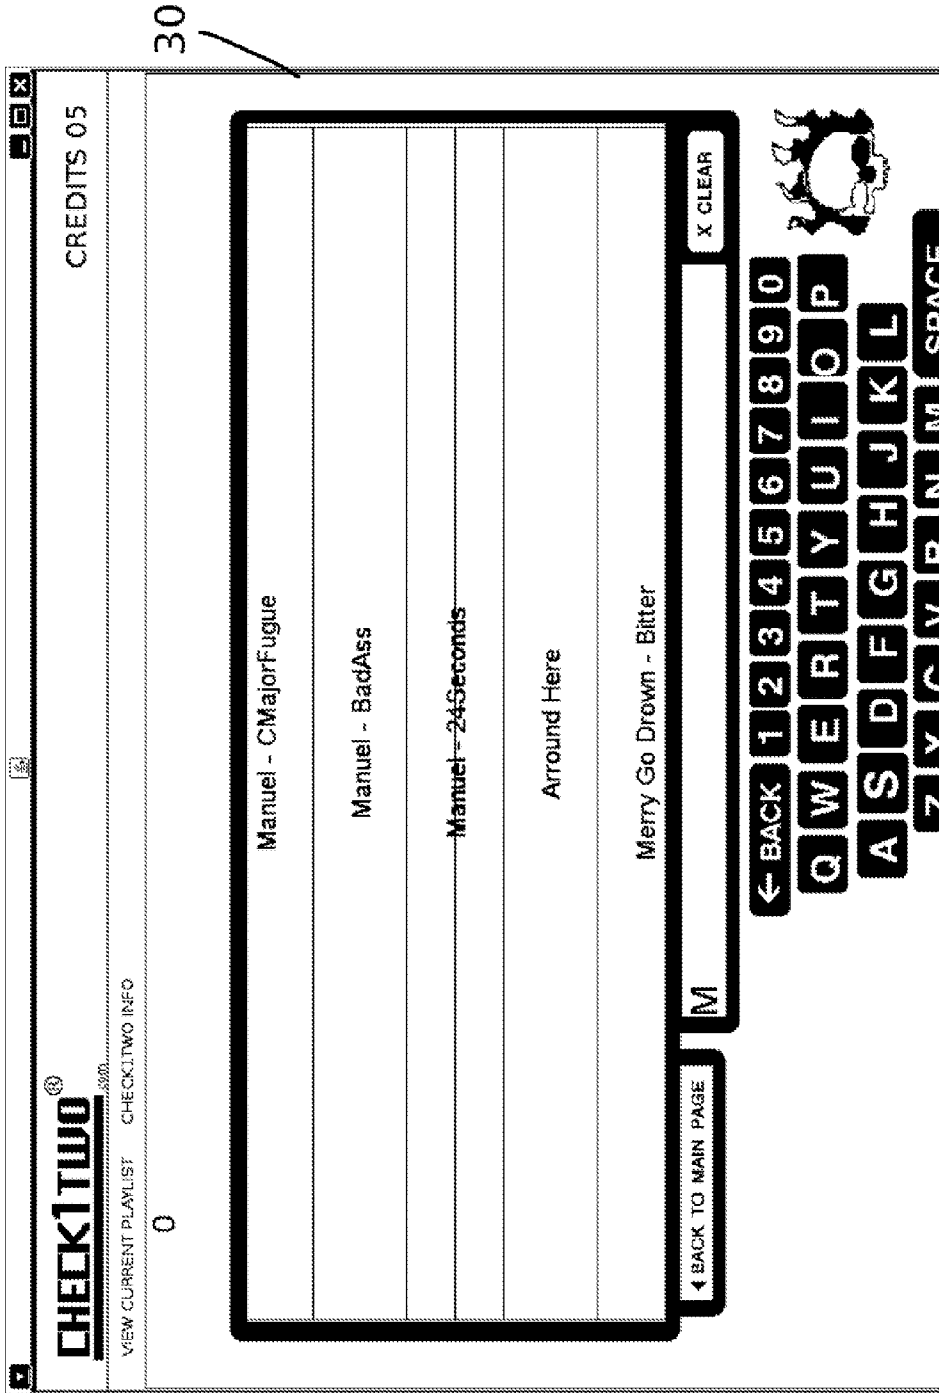 30
CHECK1TWO®
.com
CREDITS 05
VIEW CURRENT PLAYLIST CHECK1TWO INFO
0
Manuel - CMajorFugue
Manuel - BadAss
Manuel - 24Seconds
Arround Here
Merry Go Drown - Bitter
BACK TO MAIN PAGE
M
X CLEAR
← BACK 1 2 3 4 5 6 7 8 9 0
Q W E R T Y U I O P
A S D F G H J K L
Z X C V B N M SPACE